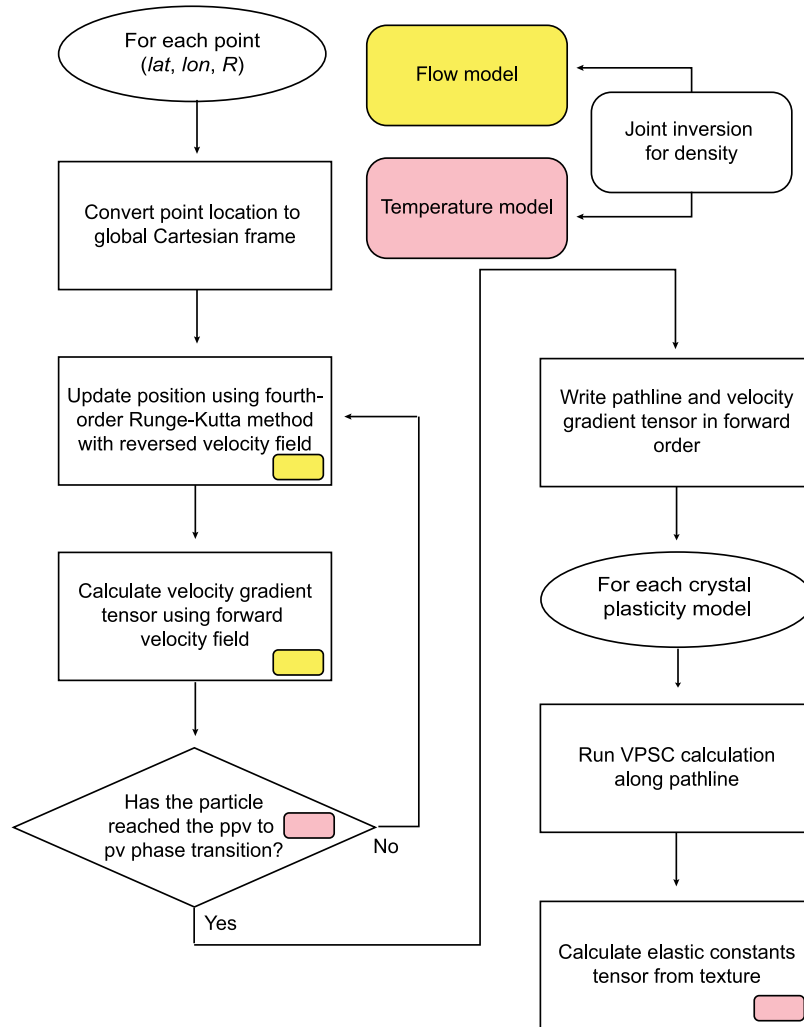 For each point
(lat, lon, R)
Flow model
Joint inversion
for density
Temperature model
Convert point location to
global Cartesian frame
Update position using fourth-
order Runge-Kutta method
with reversed velocity field
Calculate velocity gradient
tensor using forward
velocity field
Has the particle
reached the ppv to
pv phase transition?
No
Yes
Write pathline and velocity
gradient tensor in forward
order
For each crystal
plasticity model
Run VPSC calculation
along pathline
Calculate elastic constants
tensor from texture